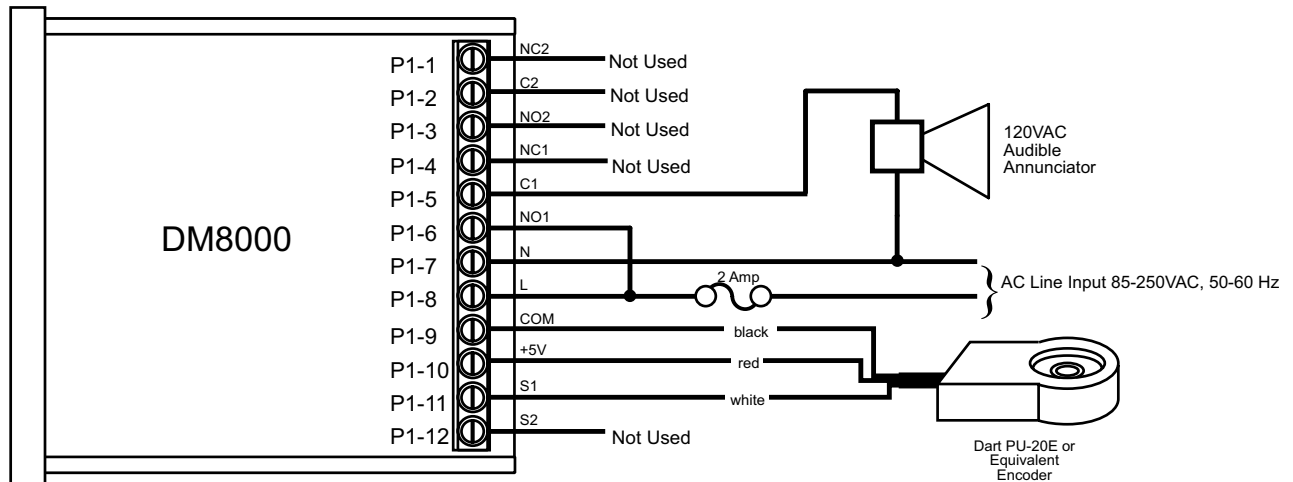 DM8000
P1-1 NC2 Not Used
P1-2 C2 Not Used
P1-3 NO2 Not Used
P1-4 NC1 Not Used
P1-5 C1
P1-6 NO1
P1-7 N
P1-8 L 2 Amp
P1-9 COM black
P1-10 +5V red
P1-11 S1 white
P1-12 S2 Not Used
120VAC
Audible
Annunciator
AC Line Input 85-250VAC, 50-60 Hz
Dart PU-20E or
Equivalent
Encoder